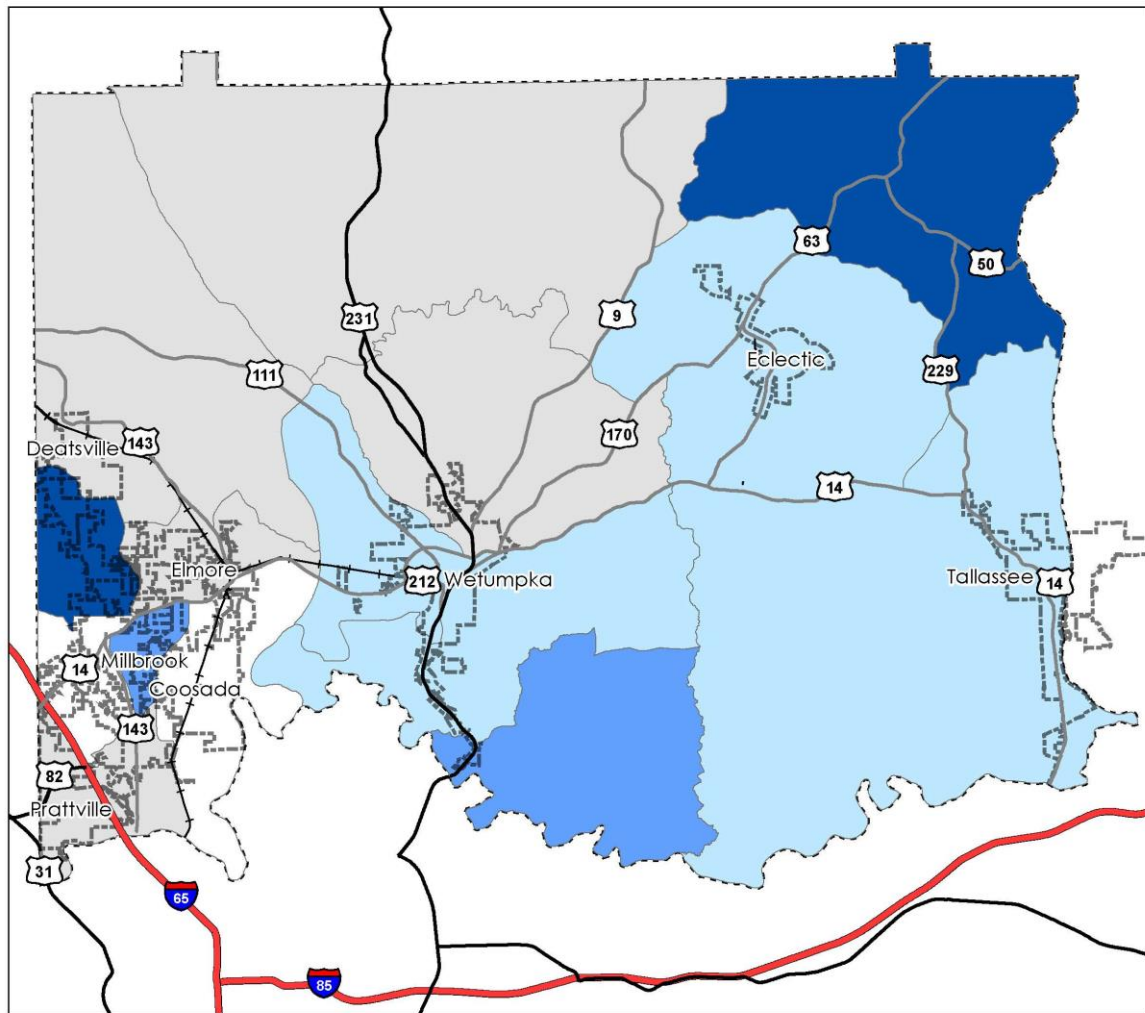 63
50
9
231
111
Eclectic
229
170
143
Deatsville
14
Elmore
212
Wetumpka
Tallassee
14
14
Millbrook
Coosada
143
82
Prattville
31
65
85